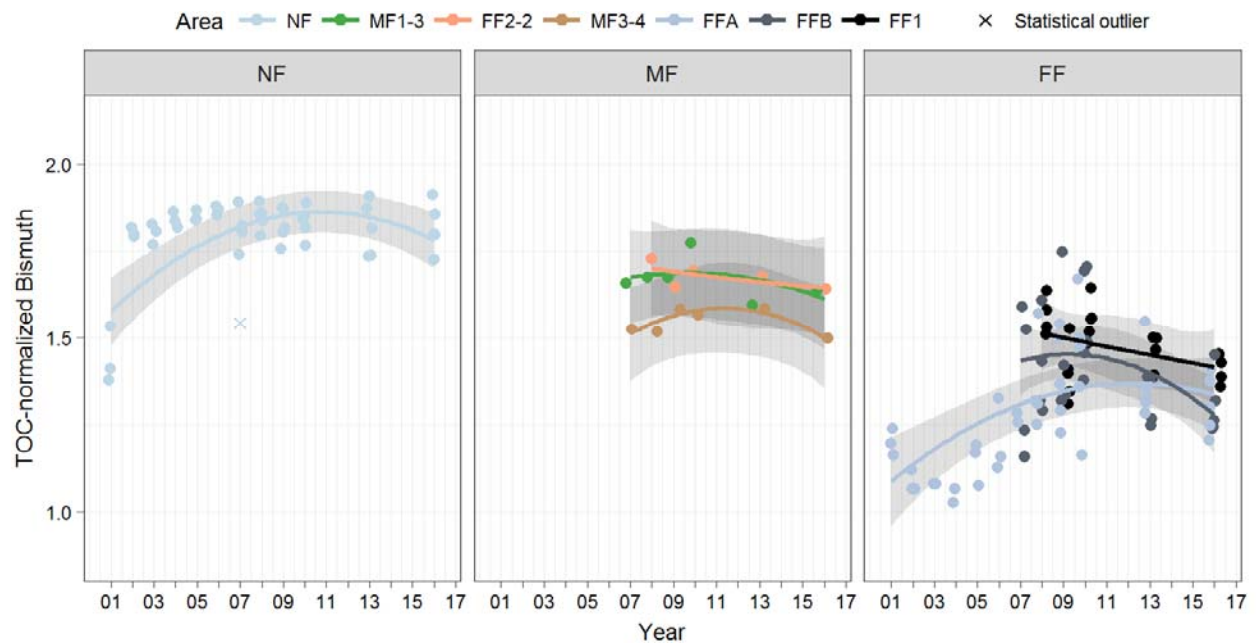 Area NF MF1-3 FF2-2 MF3-4 FFA FFB FF1 × Statistical outlier
NF MF FF
TOC-normalized Bismuth
2.0
1.5
1.0
01 03 05 07 09 11 13 15 17 01 03 05 07 09 11 13 15 17 01 03 05 07 09 11 13 15 17
Year